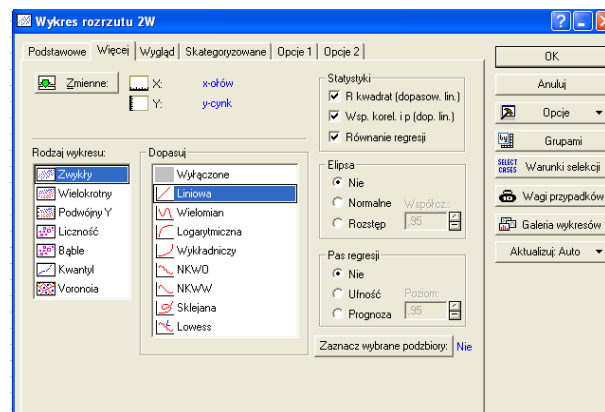 Wykres rozrzutu 2W
Podstawowe Więcej Wygląd Skategoryzowane Opcje 1 Opcje 2
Zmienne:
X: x-ołów
Y: y-cynk
Rodzaj wykresu:
Zwykły
Wielokrotny
Podwójny Y
Liczność
Bąble
Kwantyl
Voronoia
Dopasuj
Wyłączone
Liniowa
Wielomian
Logarytmiczna
Wykładniczy
NKWO
NKWW
Sklejana
Lowess
Statystyki
R kwadrat (dopasow. lin.)
Wsp. korel. i p (dop. lin.)
Równanie regresji
Elipsa
Nie
Normalne Współcz.:
Rozstęp ,95
Pas regresji
Nie
Ufność Poziom:
Prognoza ,95
Zaznacz wybrane podzbiory: Nie
OK
Anuluj
Opcje
by Grupami
SELECT CASES Warunki selekcji
Wagi przypadków
Galeria wykresów
Aktualizuj: Auto